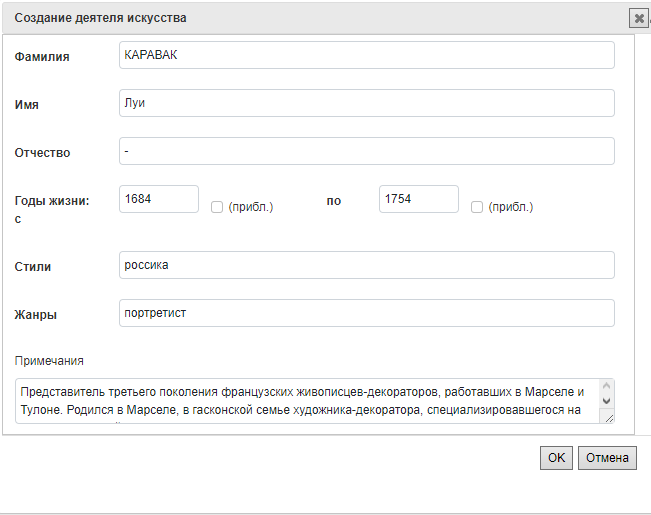 Создание деятеля искусства
Фамилия КАРАВАК
Имя Луи
Отчество -
Годы жизни: с 1684 (прибл.) по 1754 (прибл.)
Стили россика
Жанры портретист
Примечания
Представитель третьего поколения французских живописцев-декораторов, работавших в Марселе и
Тулоне. Родился в Марселе, в гасконской семье художника-декоратора, специализировавшегося на
OK Отмена